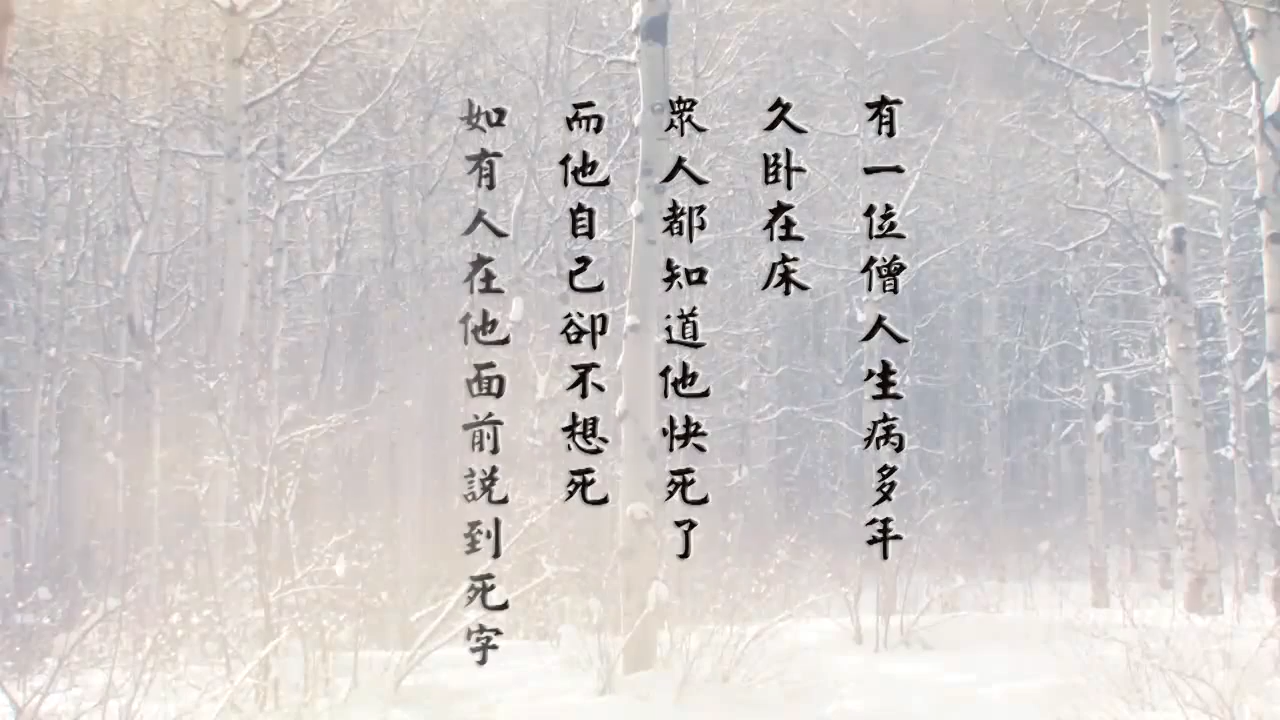 有一位僧人生病多年
久卧在床
眾人都知道他快死了
而他自己卻不想死
如有人在他面前説到死字